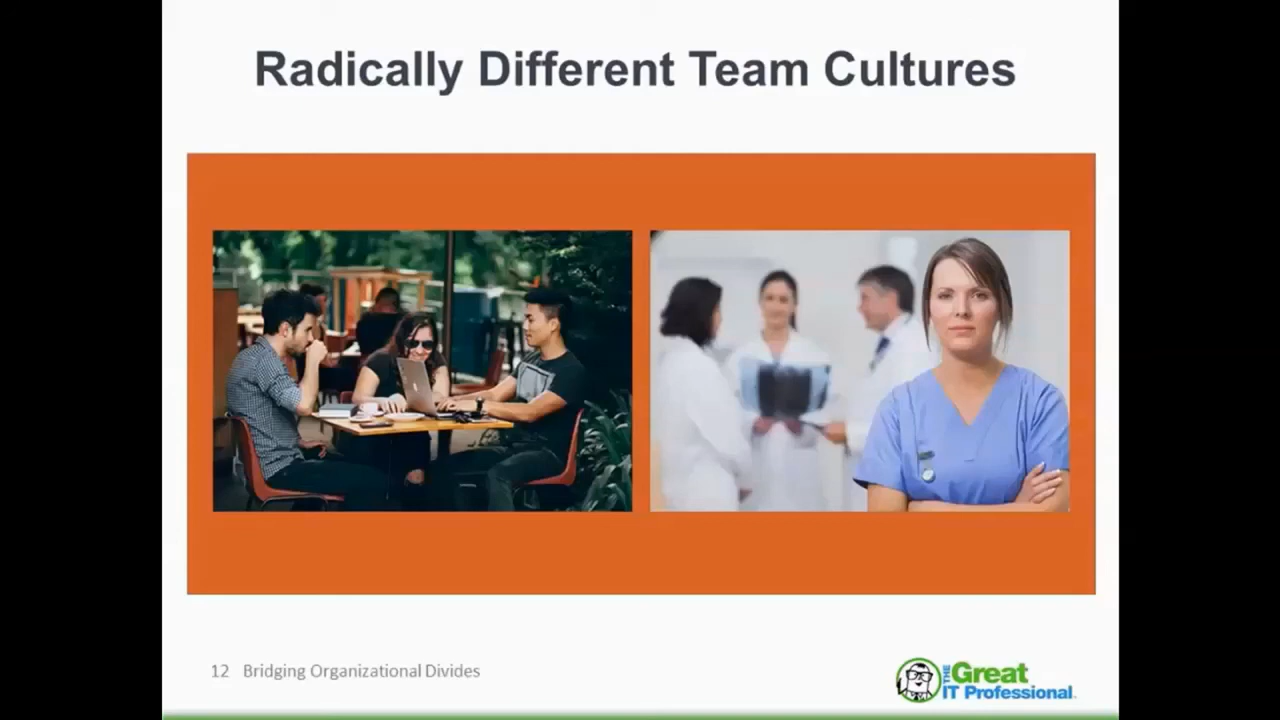 Radically Different Team Cultures
12 Bridging Organizational Divides
THE Great
IT Professional